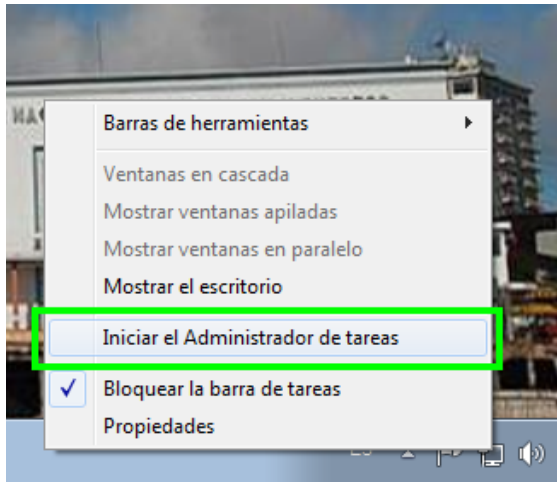 Barras de herramientas
Ventanas en cascada
Mostrar ventanas apiladas
Mostrar ventanas en paralelo
Mostrar el escritorio
Iniciar el Administrador de tareas
Bloquear la barra de tareas
Propiedades